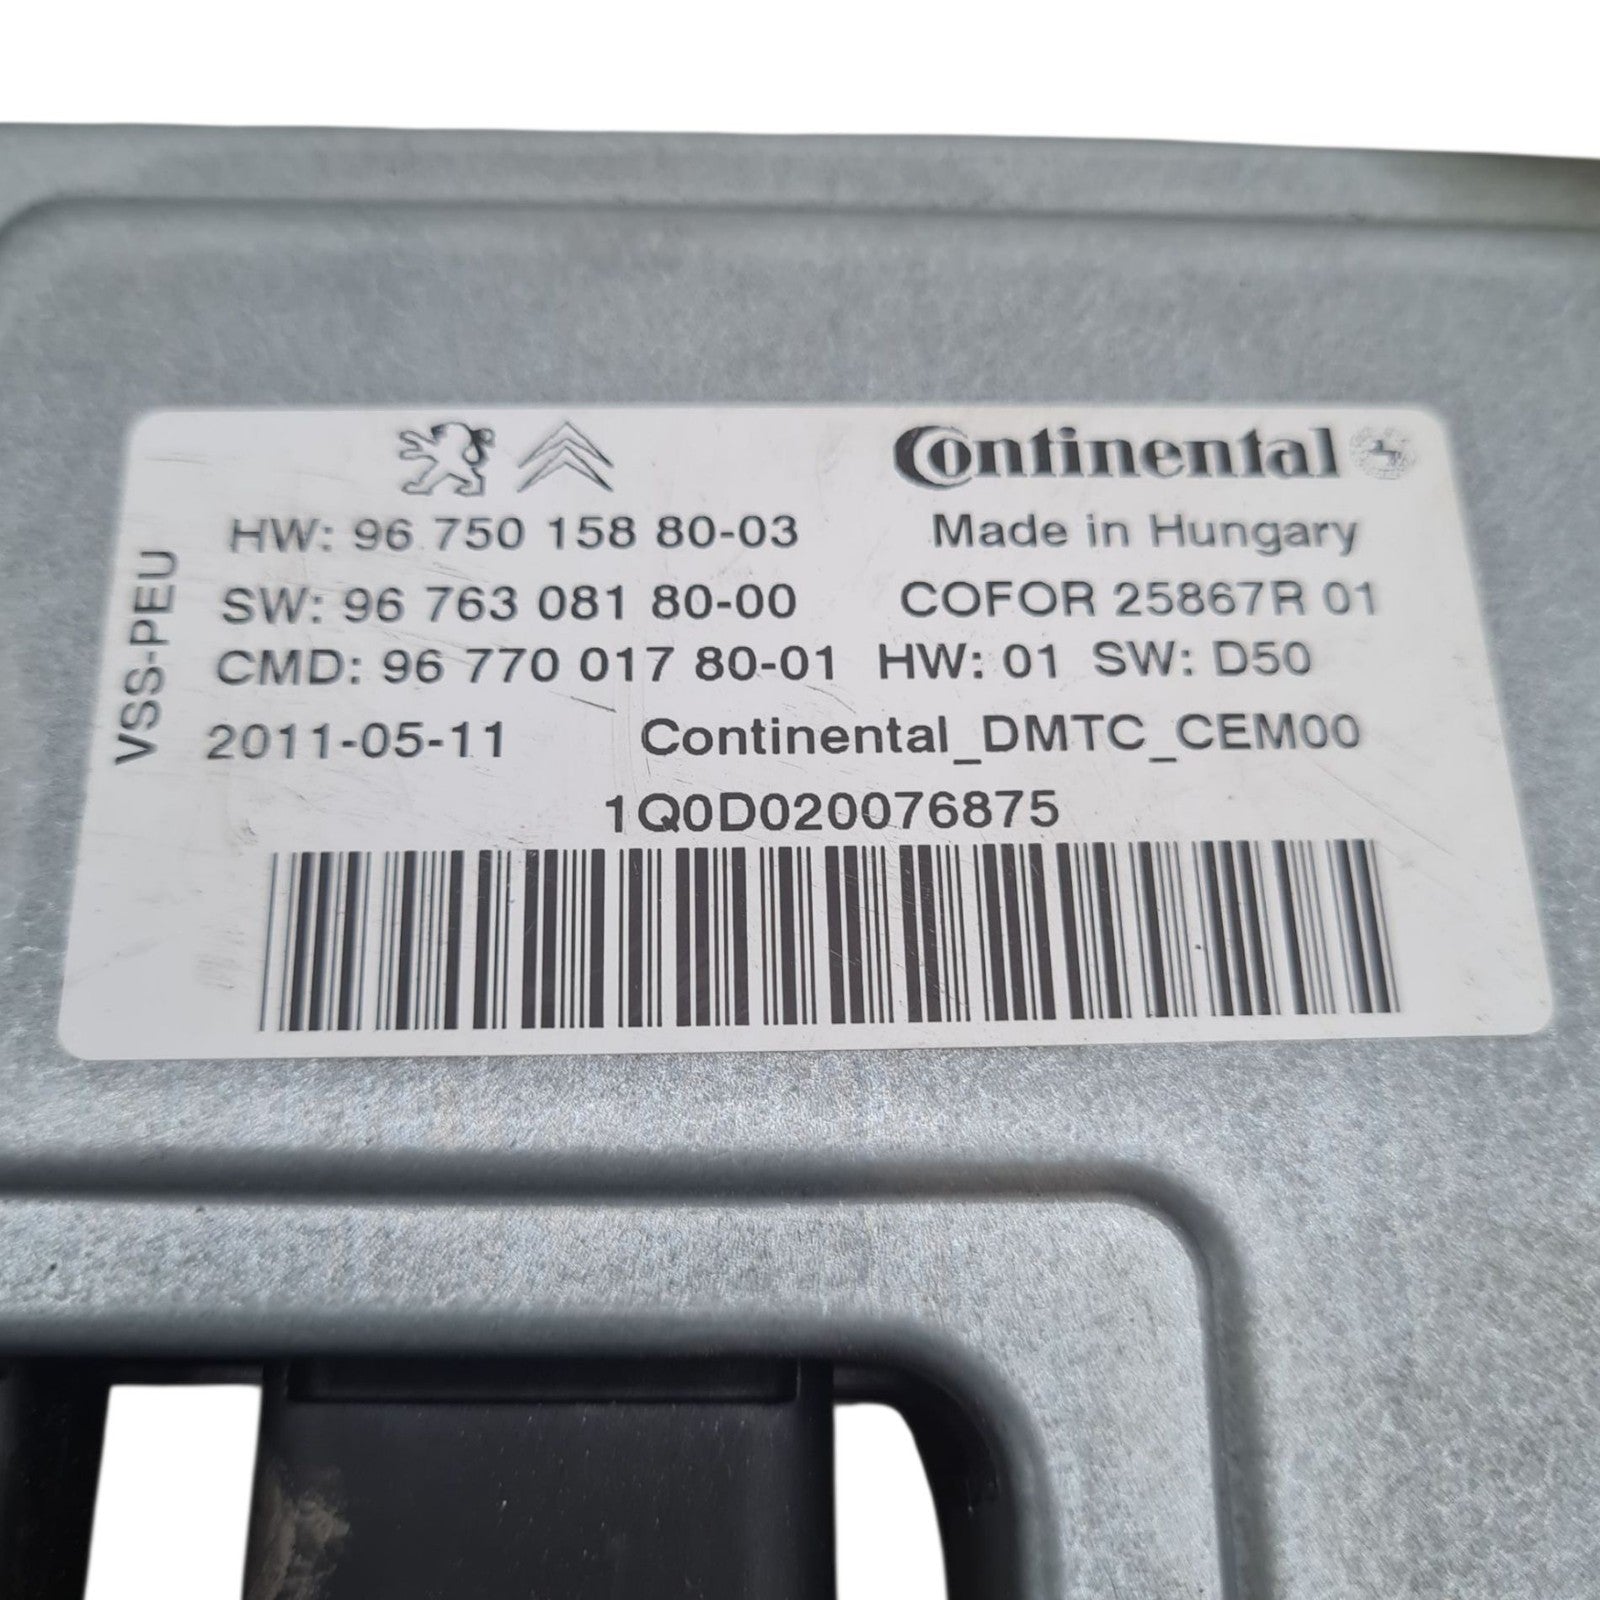 Continental
HW: 96 750 158 80-03 Made in Hungary
SW: 96 763 081 80-00 COFOR 25867R 01
CMD: 96 770 017 80-01 HW: 01 SW: D50
2011-05-11 Continental_DMTC_CEM00
1Q0D020076875
VSS-PEU